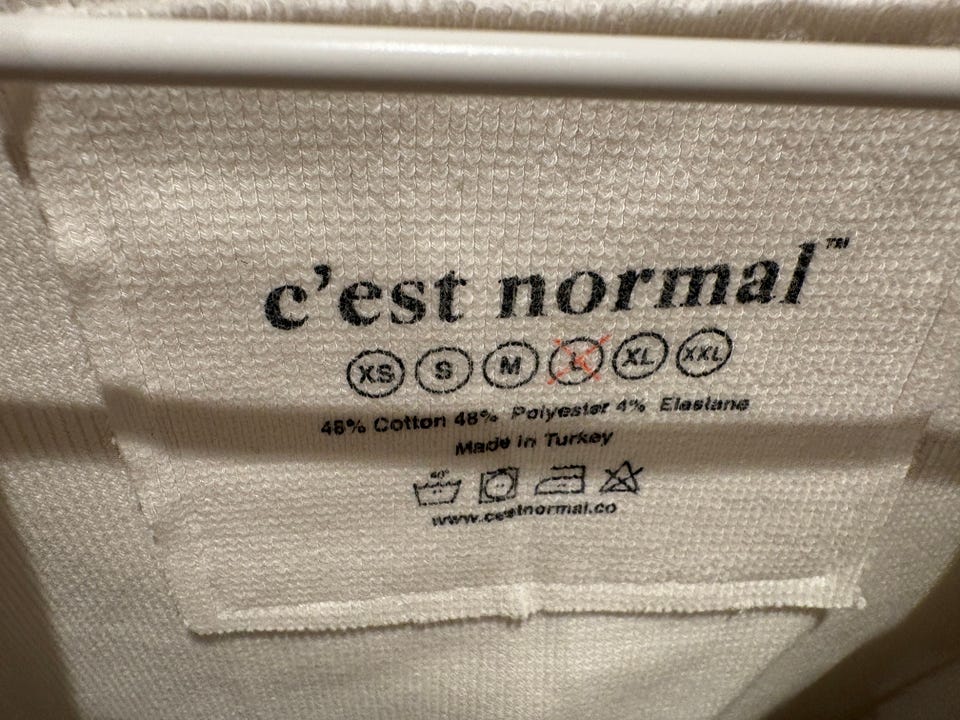 c'est normal™
XS S M L XL XXL
48% Cotton 48% Polyester 4% Elastane
Made in Turkey
www.cestnormal.co